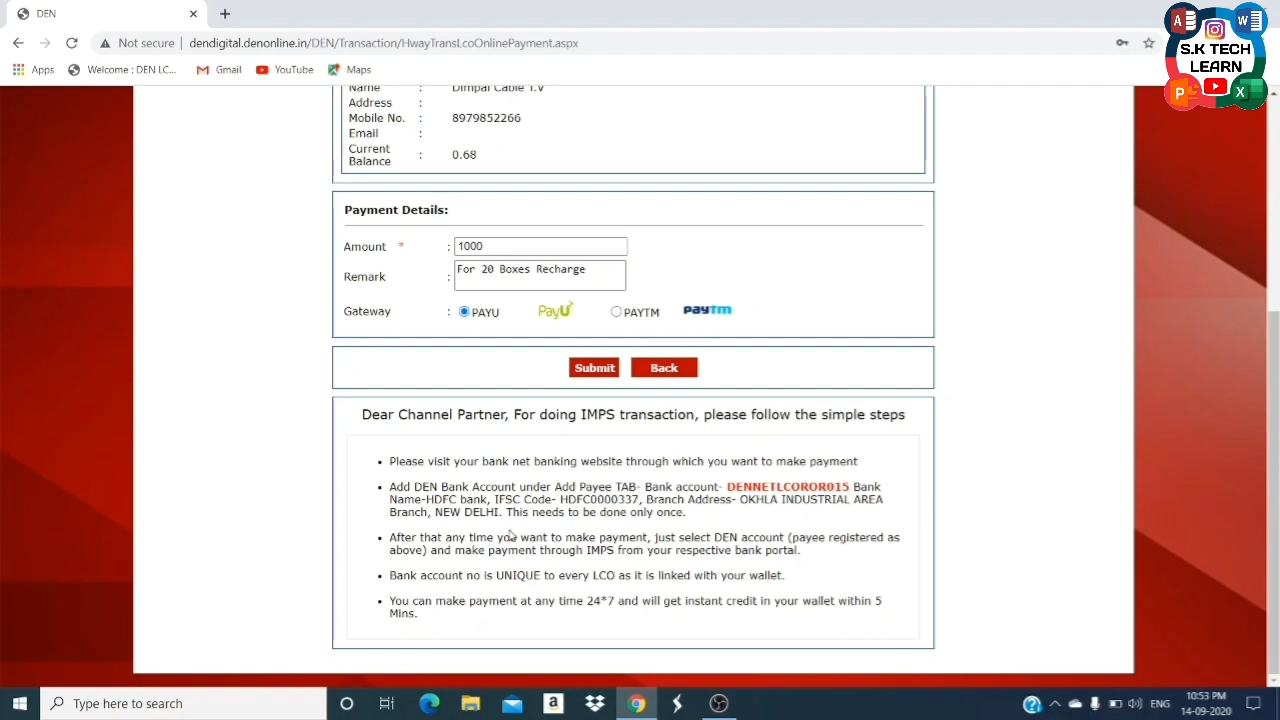 DEN
Not secure
dendigital.denonline.in/DEN/Transaction/HwayTransLcoOnlinePayment.aspx
Apps
Welcome : DEN LC...
Gmail
YouTube
Maps
A
W
S.K TECH
LEARN
P
X
Name : Dimpal Cable T.V
Address :
Mobile No. : 8979852266
Email :
Current
Balance : 0.68
Payment Details:
Amount * : 1000
Remark : For 20 Boxes Recharge
Gateway : PAYU PayU PAYTM paytm
Submit Back
Dear Channel Partner, For doing IMPS transaction, please follow the simple steps
• Please visit your bank net banking website through which you want to make payment
• Add DEN Bank Account under Add Payee TAB- Bank account- DENNETLCOROR015 Bank
Name-HDFC bank, IFSC Code- HDFC0000337, Branch Address- OKHLA INDUSTRIAL AREA
Branch, NEW DELHI. This needs to be done only once.
• After that any time you want to make payment, just select DEN account (payee registered as
above) and make payment through IMPS from your respective bank portal.
• Bank account no is UNIQUE to every LCO as it is linked with your wallet.
• You can make payment at any time 24*7 and will get instant credit in your wallet within 5
Mins.
Type here to search
a
ENG
10:53 PM
14-09-2020